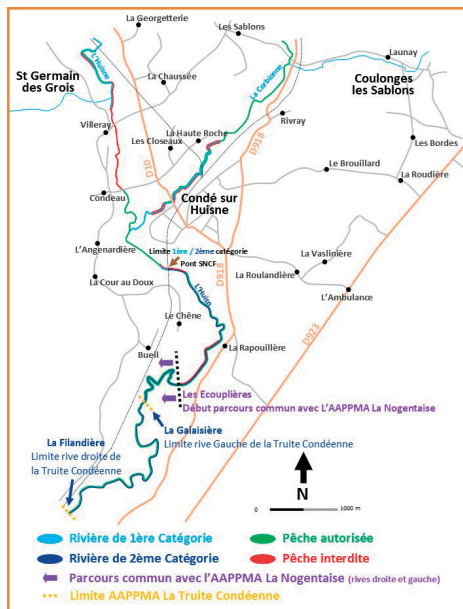 La Georgetterie
Les Sablons
L'Huisne
Launay
St Germain
des Grois
La Chaussée
La Corbionne
Coulonges
les Sablons
Villeray
La Haute Roche
Rivray
Les Closeaux
D918
Les Bordes
D10
Le Brouillard
La Roudière
Condeau
Condé sur
Huisne
L'Angenardière
Limite 1ère / 2ème catégorie
Pont SNCF
La Vaslinière
La Roulandière
La Cour au Doux
L'Huisn
D918
L'Ambulance
Le Chêne
D923
Buell
La Rapouillère
Les Ecouplières
Début parcours commun avec L'AAPPMA La Nogentaise
La Galaisière
Limite rive Gauche de la Truite Condéenne
La Filandière
Limite rive droite de
la Truite Condéenne
N
0
1000 m
Rivière de 1ère Catégorie
Pêche autorisée
Rivière de 2ème Catégorie
Pêche interdite
Parcours commun avec l'AAPPMA La Nogentaise (rives droite et gauche)
Limite AAPPMA La Truite Condéenne